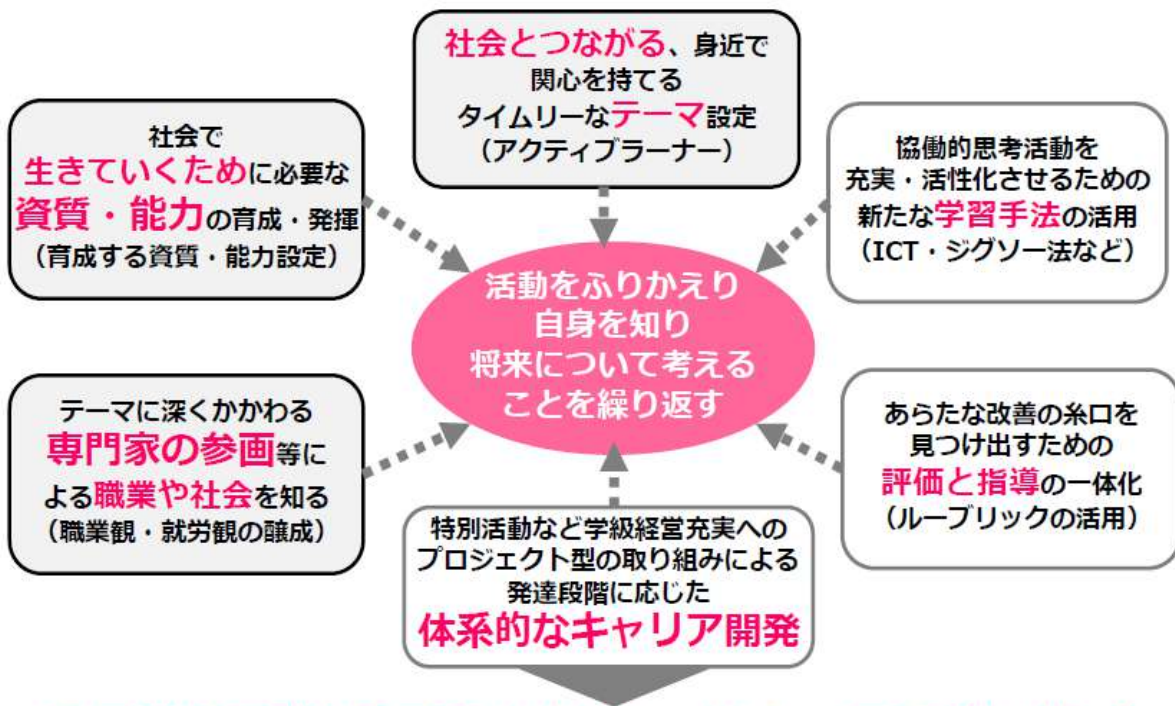 社会とつながる、身近で
関心を持てる
タイムリーなテーマ設定
（アクティブラーナー）
社会で
生きていくために必要な
資質・能力の育成・発揮
（育成する資質・能力設定）
協働的思考活動を
充実・活性化させるための
新たな学習手法の活用
（ICT・ジグソー法など）
活動をふりかえり
自身を知り
将来について考える
ことを繰り返す
テーマに深くかかわる
専門家の参画等に
よる職業や社会を知る
（職業観・就労観の醸成）
あらたな改善の糸口を
見つけ出すための
評価と指導の一体化
（ルーブリックの活用）
特別活動など学級経営充実への
プロジェクト型の取り組みによる
発達段階に応じた
体系的なキャリア開発